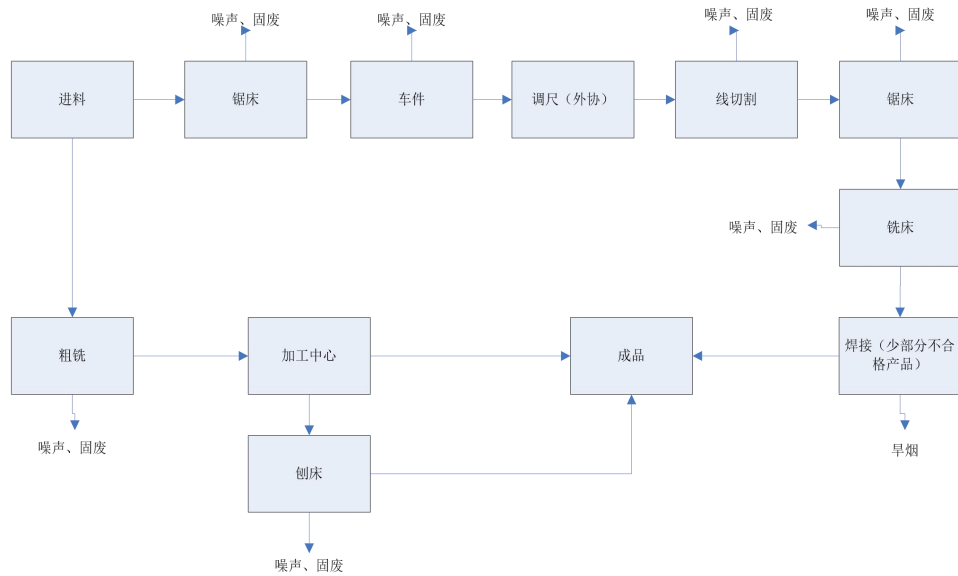 噪声、固废
噪声、固废
噪声、固废
噪声、固废
进料
锯床
车件
调尺（外协）
线切割
锯床
噪声、固废
铣床
粗铣
加工中心
成品
焊接（少部分不合
格产品）
噪声、固废
旱烟
刨床
噪声、固废